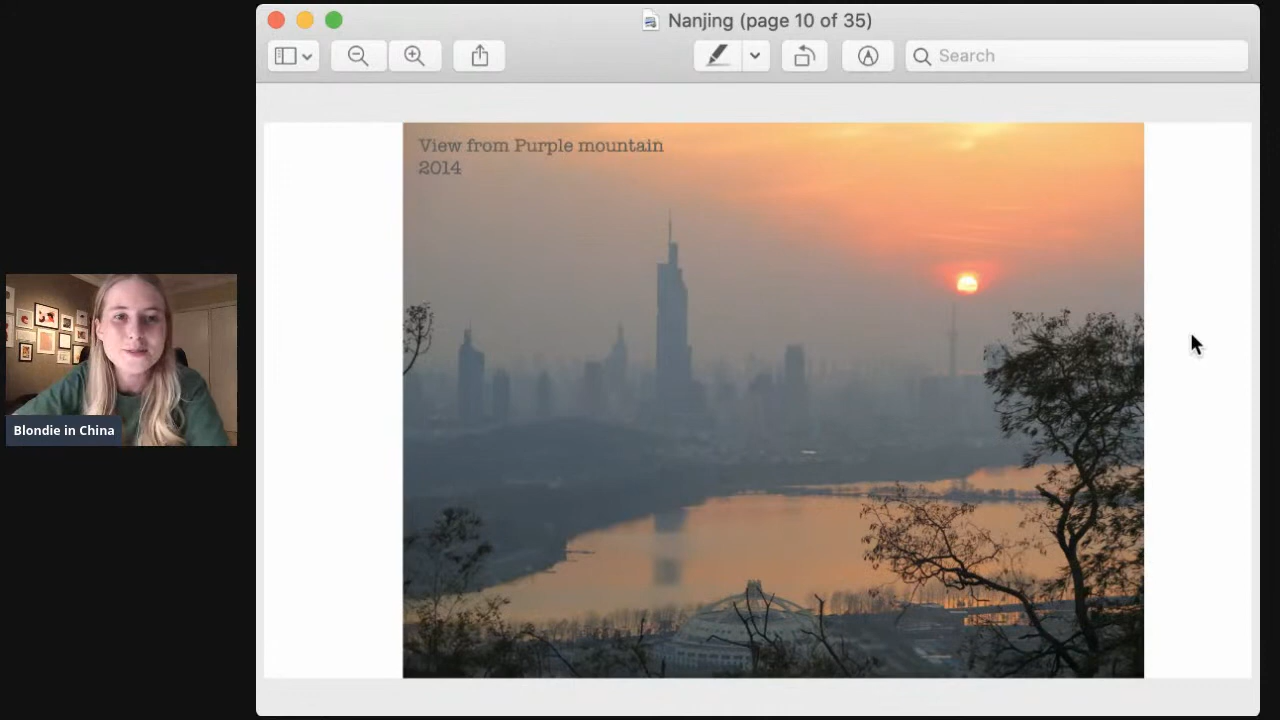 Nanjing (page 10 of 35)
Search
View from Purple mountain
2014
Blondie in China